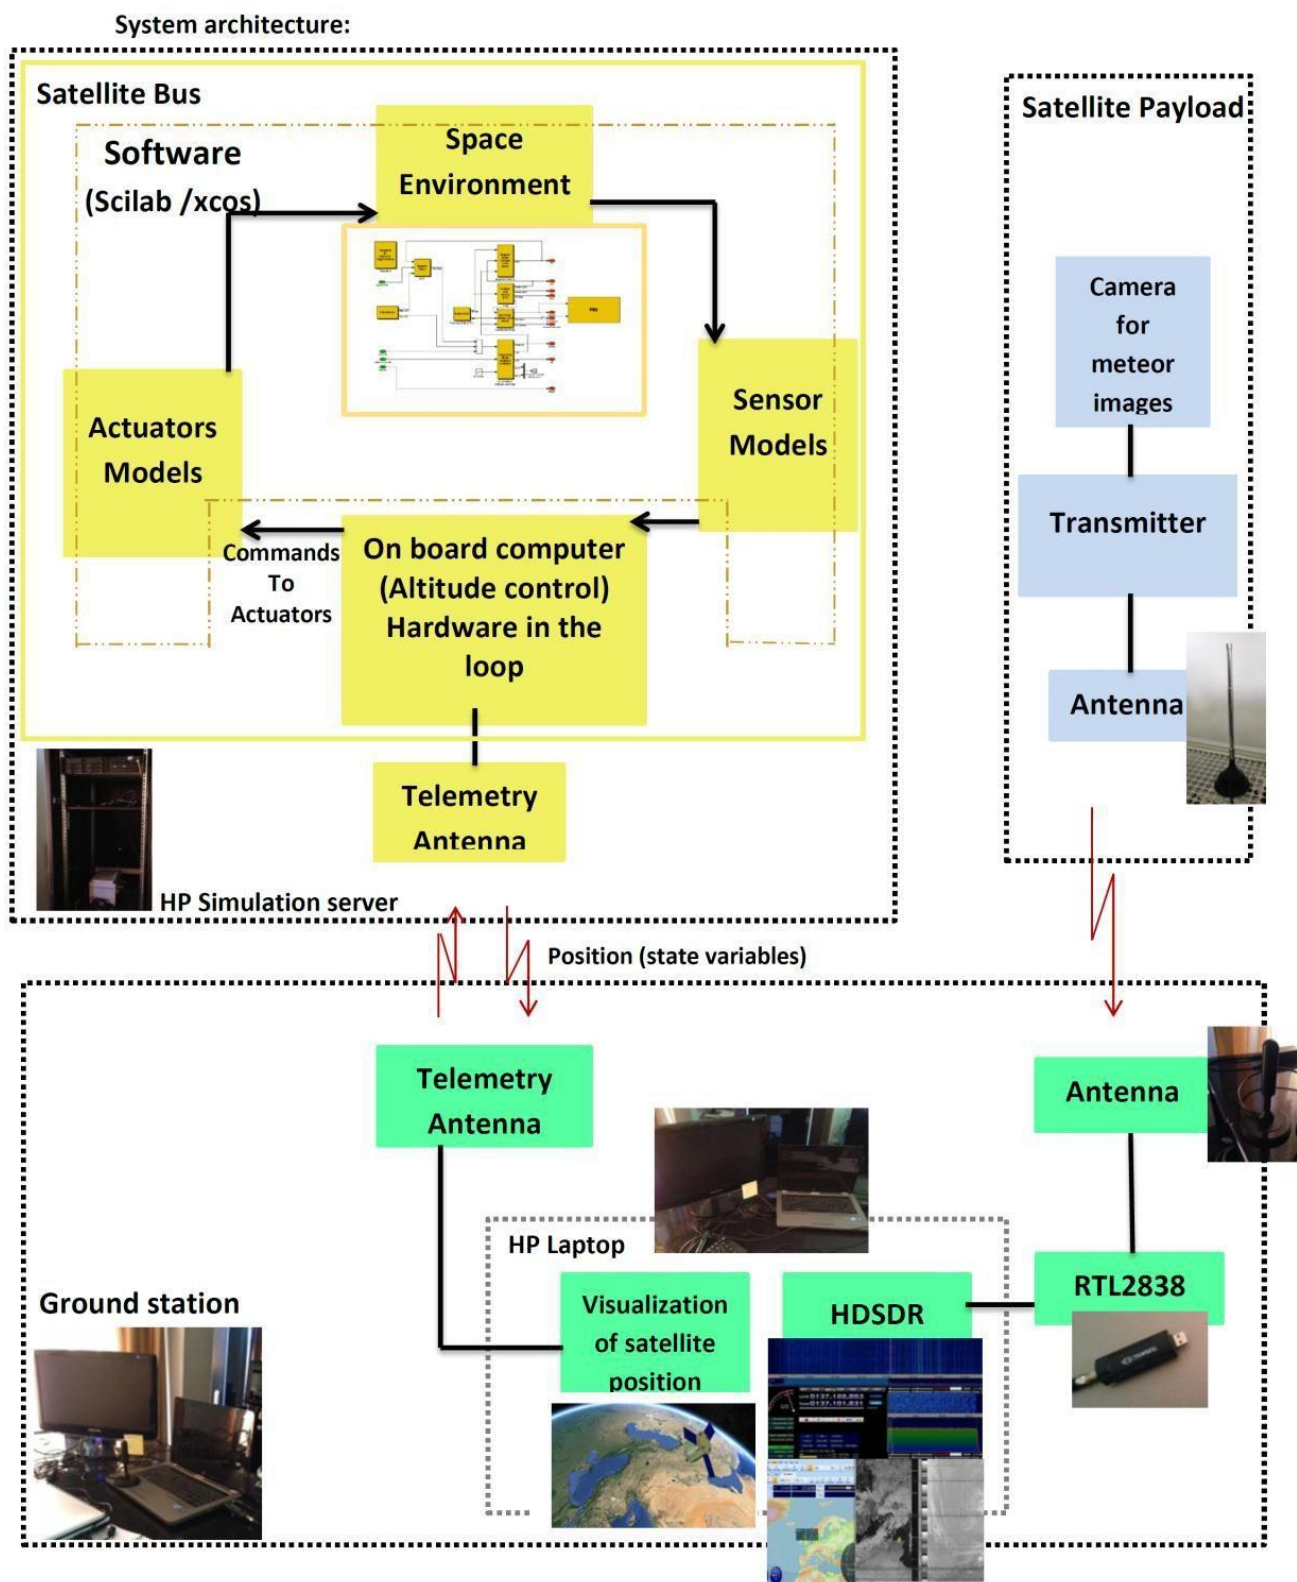 System architecture:
Satellite Bus
Software
(Scilab /xcos)
Space
Environment
Actuators
Models
Sensor
Models
Commands
To
Actuators
On board computer
(Altitude control)
Hardware in the
loop
Telemetry
Antenna
HP Simulation server
Satellite Payload
Camera
for
meteor
images
Transmitter
Antenna
Position (state variables)
Telemetry
Antenna
Antenna
HP Laptop
Ground station
Visualization
of satellite
position
HDSDR
RTL2838